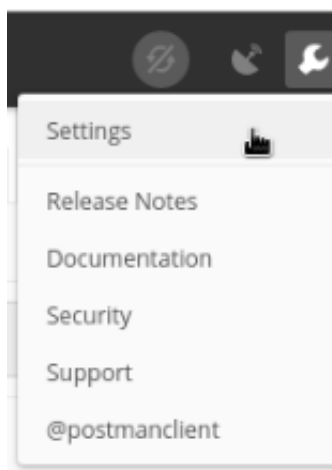 Settings
Release Notes
Documentation
Security
Support
@postmanclient